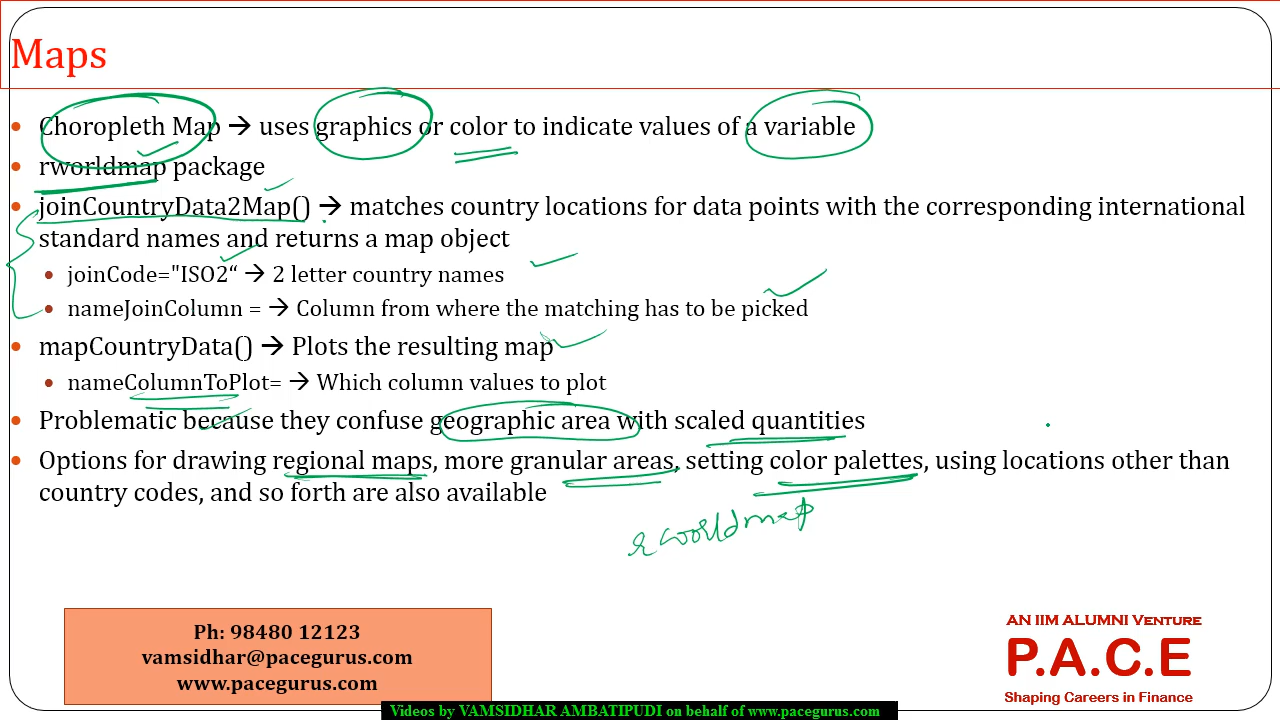 Maps
• Choropleth Map → uses graphics or color to indicate values of a variable
• rworldmap package
• joinCountryData2Map() → matches country locations for data points with the corresponding international
standard names and returns a map object
• joinCode="ISO2“ → 2 letter country names
• nameJoinColumn = → Column from where the matching has to be picked
• mapCountryData() → Plots the resulting map
• nameColumnToPlot= → Which column values to plot
• Problematic because they confuse geographic area with scaled quantities
• Options for drawing regional maps, more granular areas, setting color palettes, using locations other than
country codes, and so forth are also available
rworldmap
Ph: 98480 12123
vamsidhar@pacegurus.com
www.pacegurus.com
AN IIM ALUMNI VENTURE
P.A.C.E
Shaping Careers in Finance
Videos by VAMSIDHAR AMBATIPUDI on behalf of www.pacegurus.com